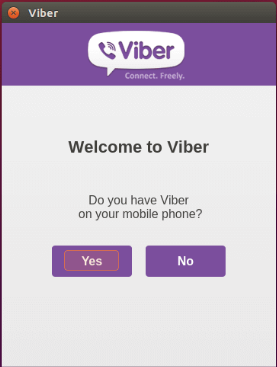 Viber
Viber
Connect. Freely.
Welcome to Viber
Do you have Viber
on your mobile phone?
Yes
No